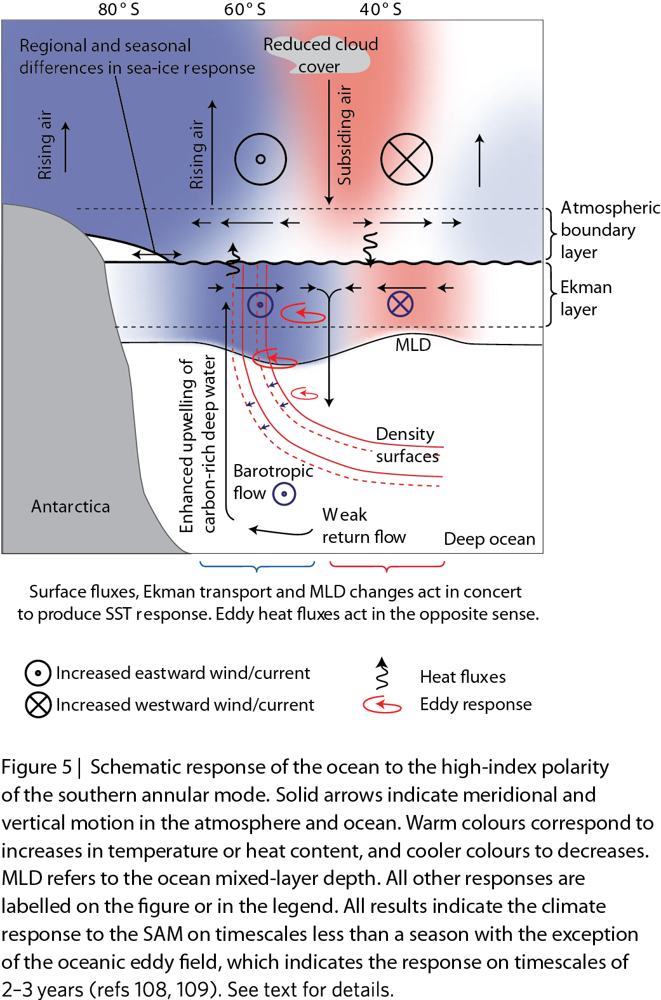 80°S 60°S 40°S
Regional and seasonal
differences in sea-ice response
Reduced cloud
cover
Rising air
Rising air
Subsiding air
Atmospheric
boundary
layer
Ekman
layer
MLD
Enhanced upwelling of
carbon-rich deep water
Density
surfaces
Barotropic
flow
Antarctica
Weak
return flow
Deep ocean
Surface fluxes, Ekman transport and MLD changes act in concert
to produce SST response. Eddy heat fluxes act in the opposite sense.
Increased eastward wind/current
Increased westward wind/current
Heat fluxes
Eddy response
Figure 5 | Schematic response of the ocean to the high-index polarity
of the southern annular mode. Solid arrows indicate meridional and
vertical motion in the atmosphere and ocean. Warm colours correspond to
increases in temperature or heat content, and cooler colours to decreases.
MLD refers to the ocean mixed-layer depth. All other responses are
labelled on the figure or in the legend. All results indicate the climate
response to the SAM on timescales less than a season with the exception
of the oceanic eddy field, which indicates the response on timescales of
2–3 years (refs 108, 109). See text for details.